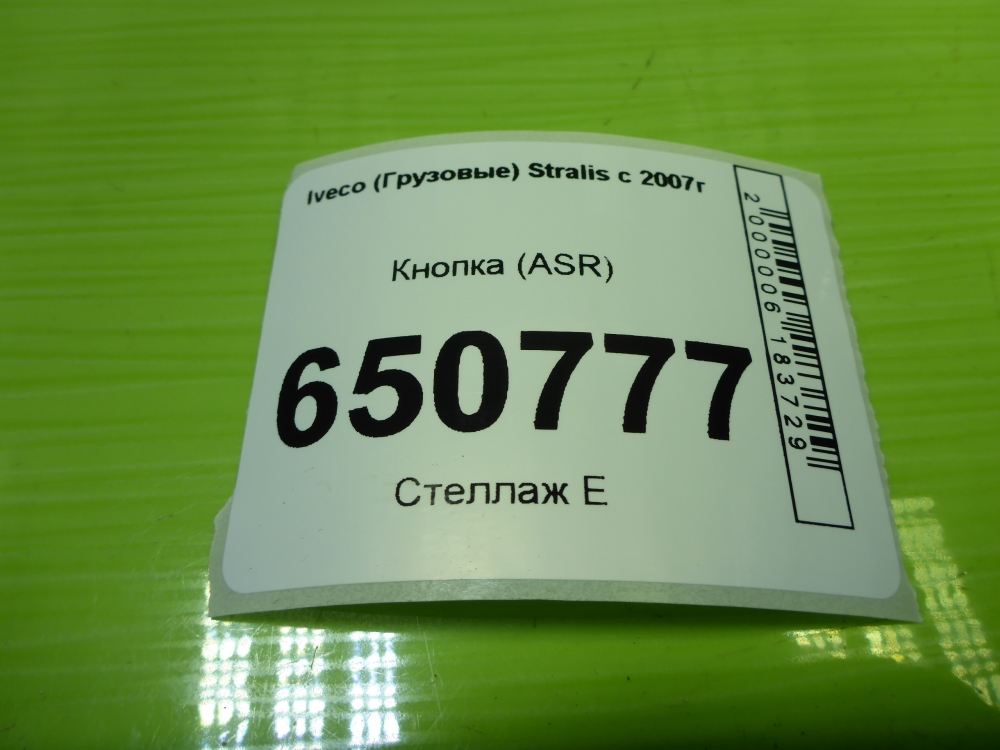 Iveco (Грузовые) Stralis с 2007г
Кнопка (ASR)
650777
Стеллаж Е
2000006183729